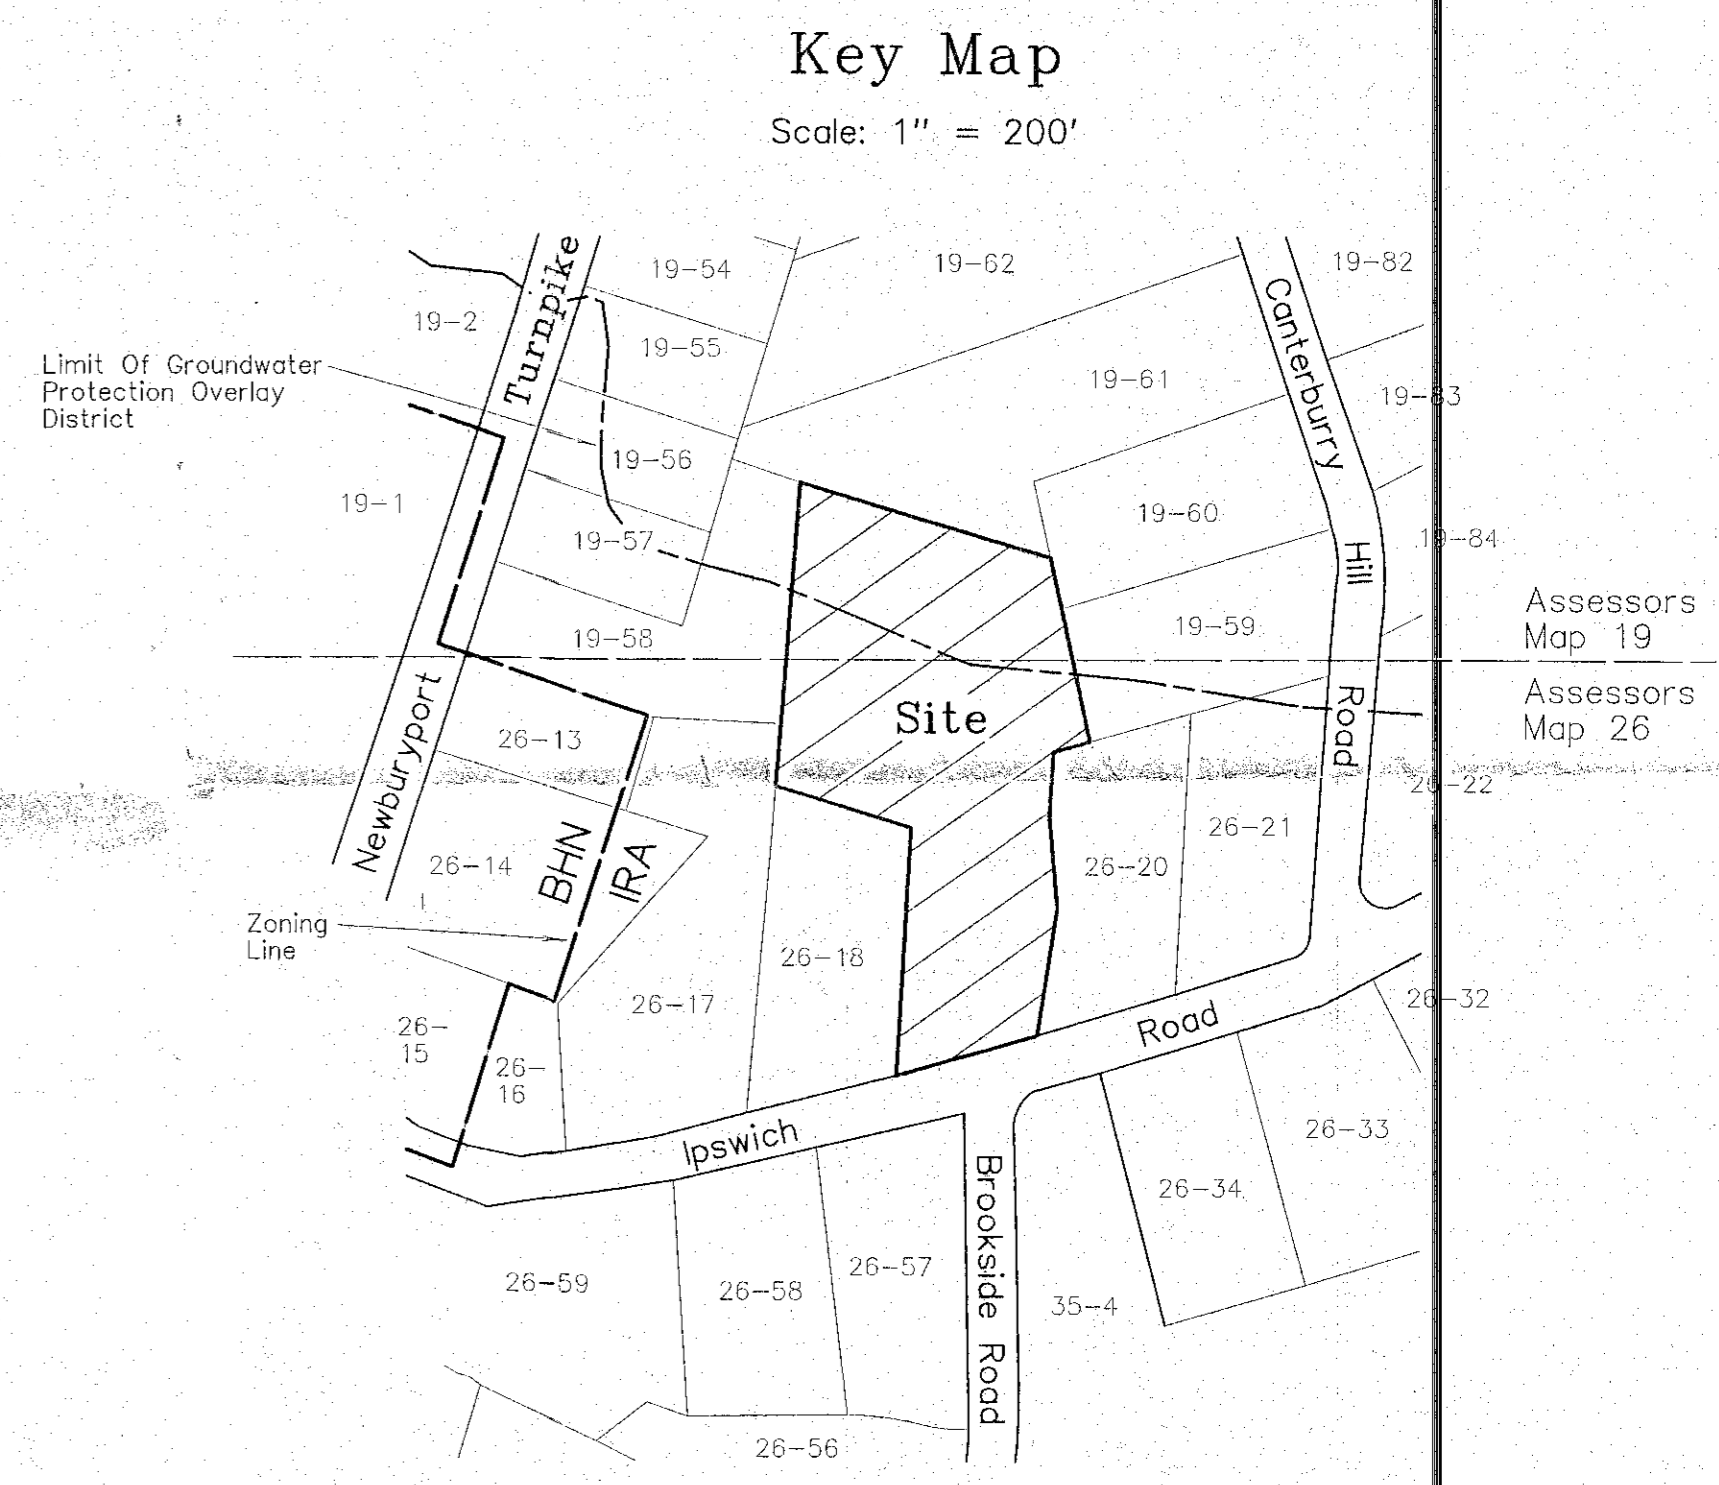 Key Map
Scale: 1" = 200'
19-54
19-62
19-82
19-2
Turnpike
19-55
Limit Of Groundwater
Protection Overlay
District
19-61
Canterburry
19-83
19-56
19-1
19-60
19-57
19-84
Hill
19-58
19-59
Assessors
Map 19
Assessors
Map 26
Site
Road
26-13
Newburyport
26-22
26-14
BHN
IRA
26-20
26-21
Zoning
Line
26-18
26-17
26-32
26-
15
26-
16
Road
Ipswich
26-33
26-34
Brookside Road
26-59
26-58
26-57
35-4
26-56